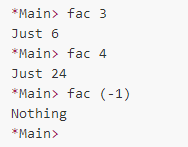 *Main> fac 3
Just 6
*Main> fac 4
Just 24
*Main> fac (-1)
Nothing
*Main>